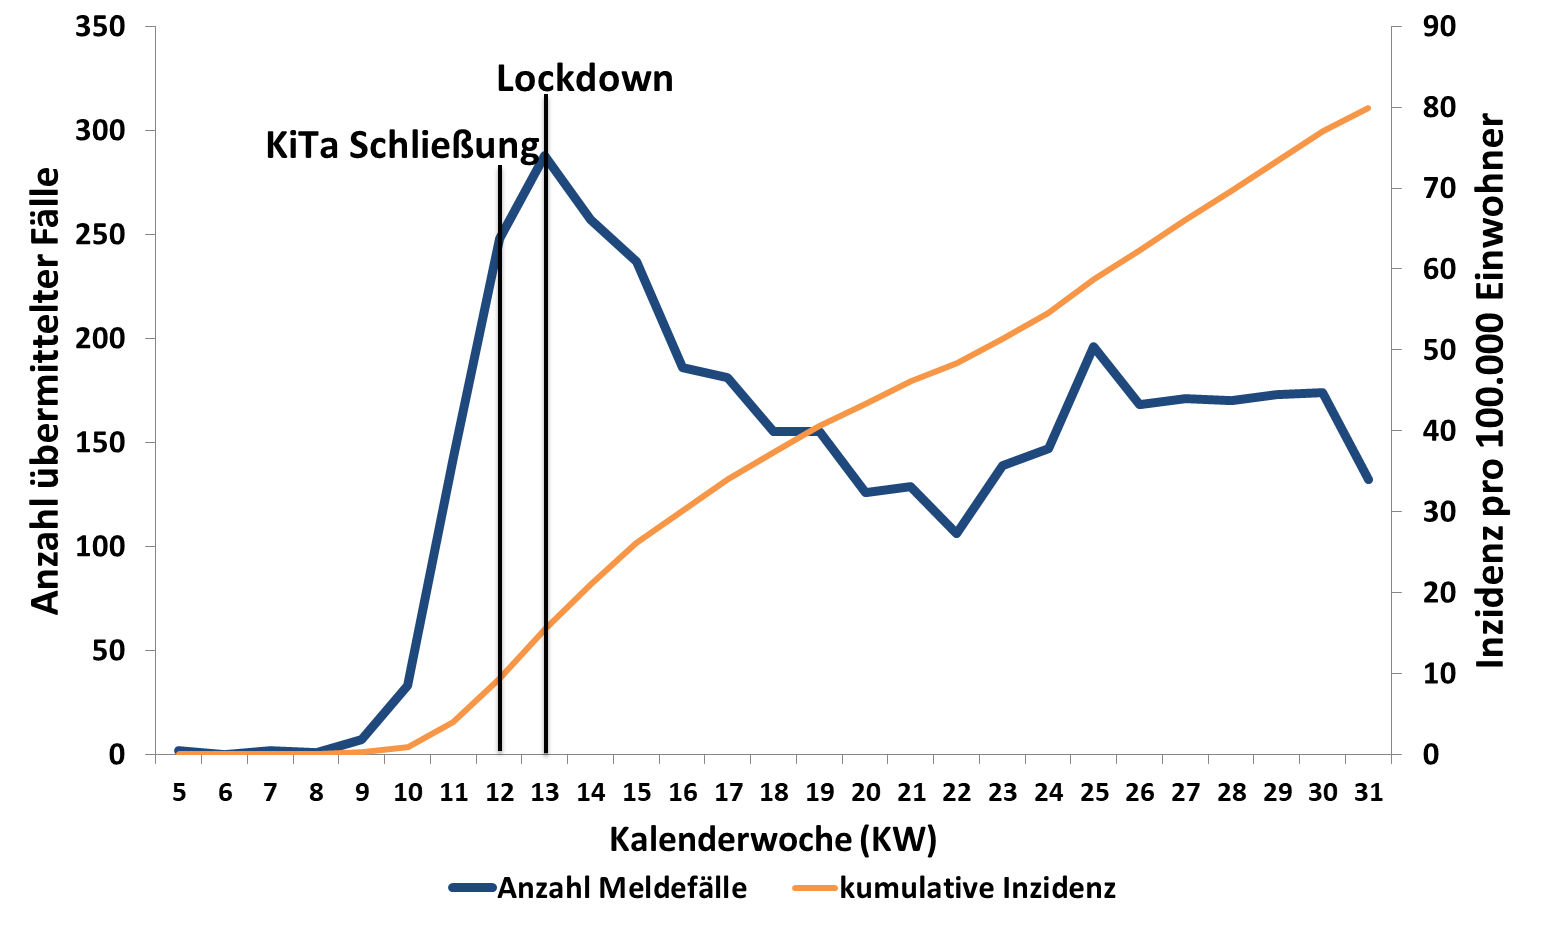 Lockdown
KiTa Schließung
Anzahl übermittelter Fälle
350
300
250
200
150
100
50
0
90
80
70
60
50
40
30
20
10
0
Inzidenz pro 100.000 Einwohner
5 6 7 8 9 10 11 12 13 14 15 16 17 18 19 20 21 22 23 24 25 26 27 28 29 30 31
Kalenderwoche (KW)
Anzahl Meldefälle kumulative Inzidenz